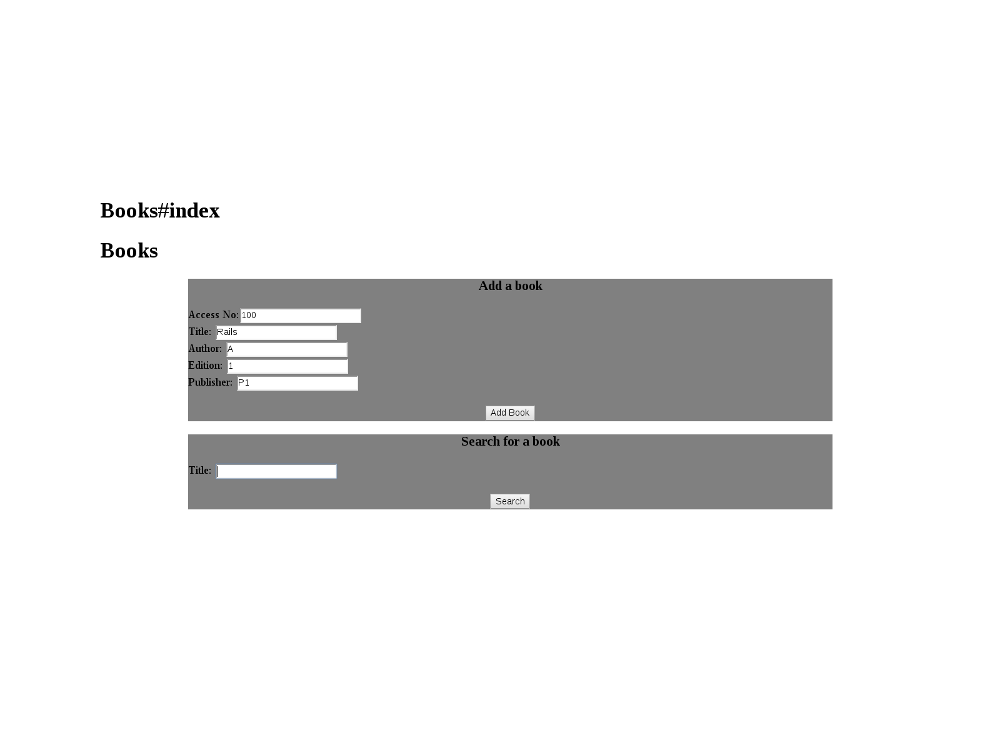 Books#index
Books
Add a book
Access No: 100
Title: Rails
Author: A
Edition: 1
Publisher: P1
Add Book
Search for a book
Title:
Search